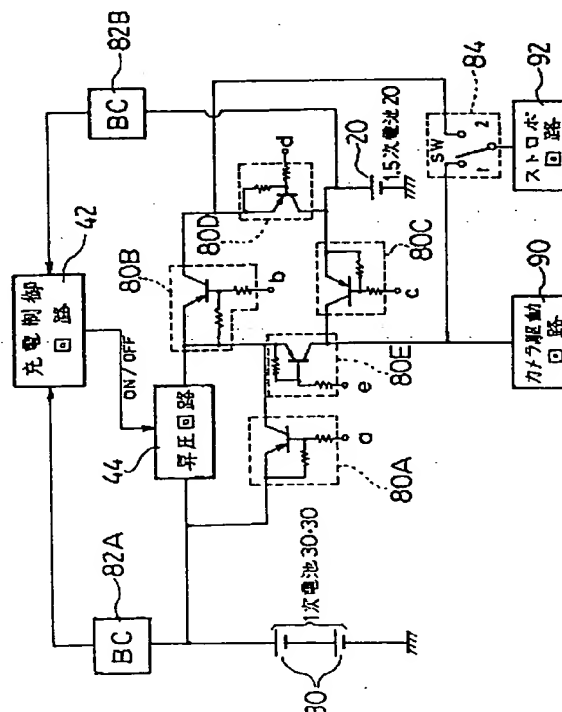 82A
BC
充電制御
回路
42
82B
BC
ON/OFF
44
昇圧回路
80B
b
80D
d
80A
a
80E
e
80C
c
1次電池30・30
30
20
1.5次電池20
SW
1
2
84
カメラ駆動
回路
90
ストロボ
回路
92